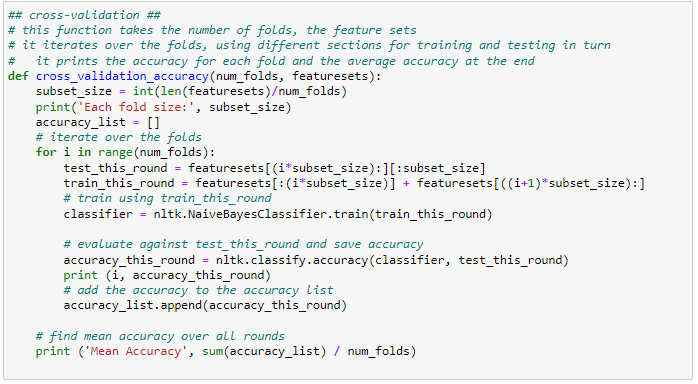 ## cross-validation ##
# this function takes the number of folds, the feature sets
# it iterates over the folds, using different sections for training and testing in turn
#   it prints the accuracy for each fold and the average accuracy at the end
def cross_validation_accuracy(num_folds, featuresets):
    subset_size = int(len(featuresets)/num_folds)
    print('Each fold size:', subset_size)
    accuracy_list = []
    # iterate over the folds
    for i in range(num_folds):
        test_this_round = featuresets[(i*subset_size):][:subset_size]
        train_this_round = featuresets[:(i*subset_size)] + featuresets[((i+1)*subset_size):]
        # train using train_this_round
        classifier = nltk.NaiveBayesClassifier.train(train_this_round)

        # evaluate against test_this_round and save accuracy
        accuracy_this_round = nltk.classify.accuracy(classifier, test_this_round)
        print (i, accuracy_this_round)
        # add the accuracy to the accuracy list
        accuracy_list.append(accuracy_this_round)

    # find mean accuracy over all rounds
    print ('Mean Accuracy', sum(accuracy_list) / num_folds)